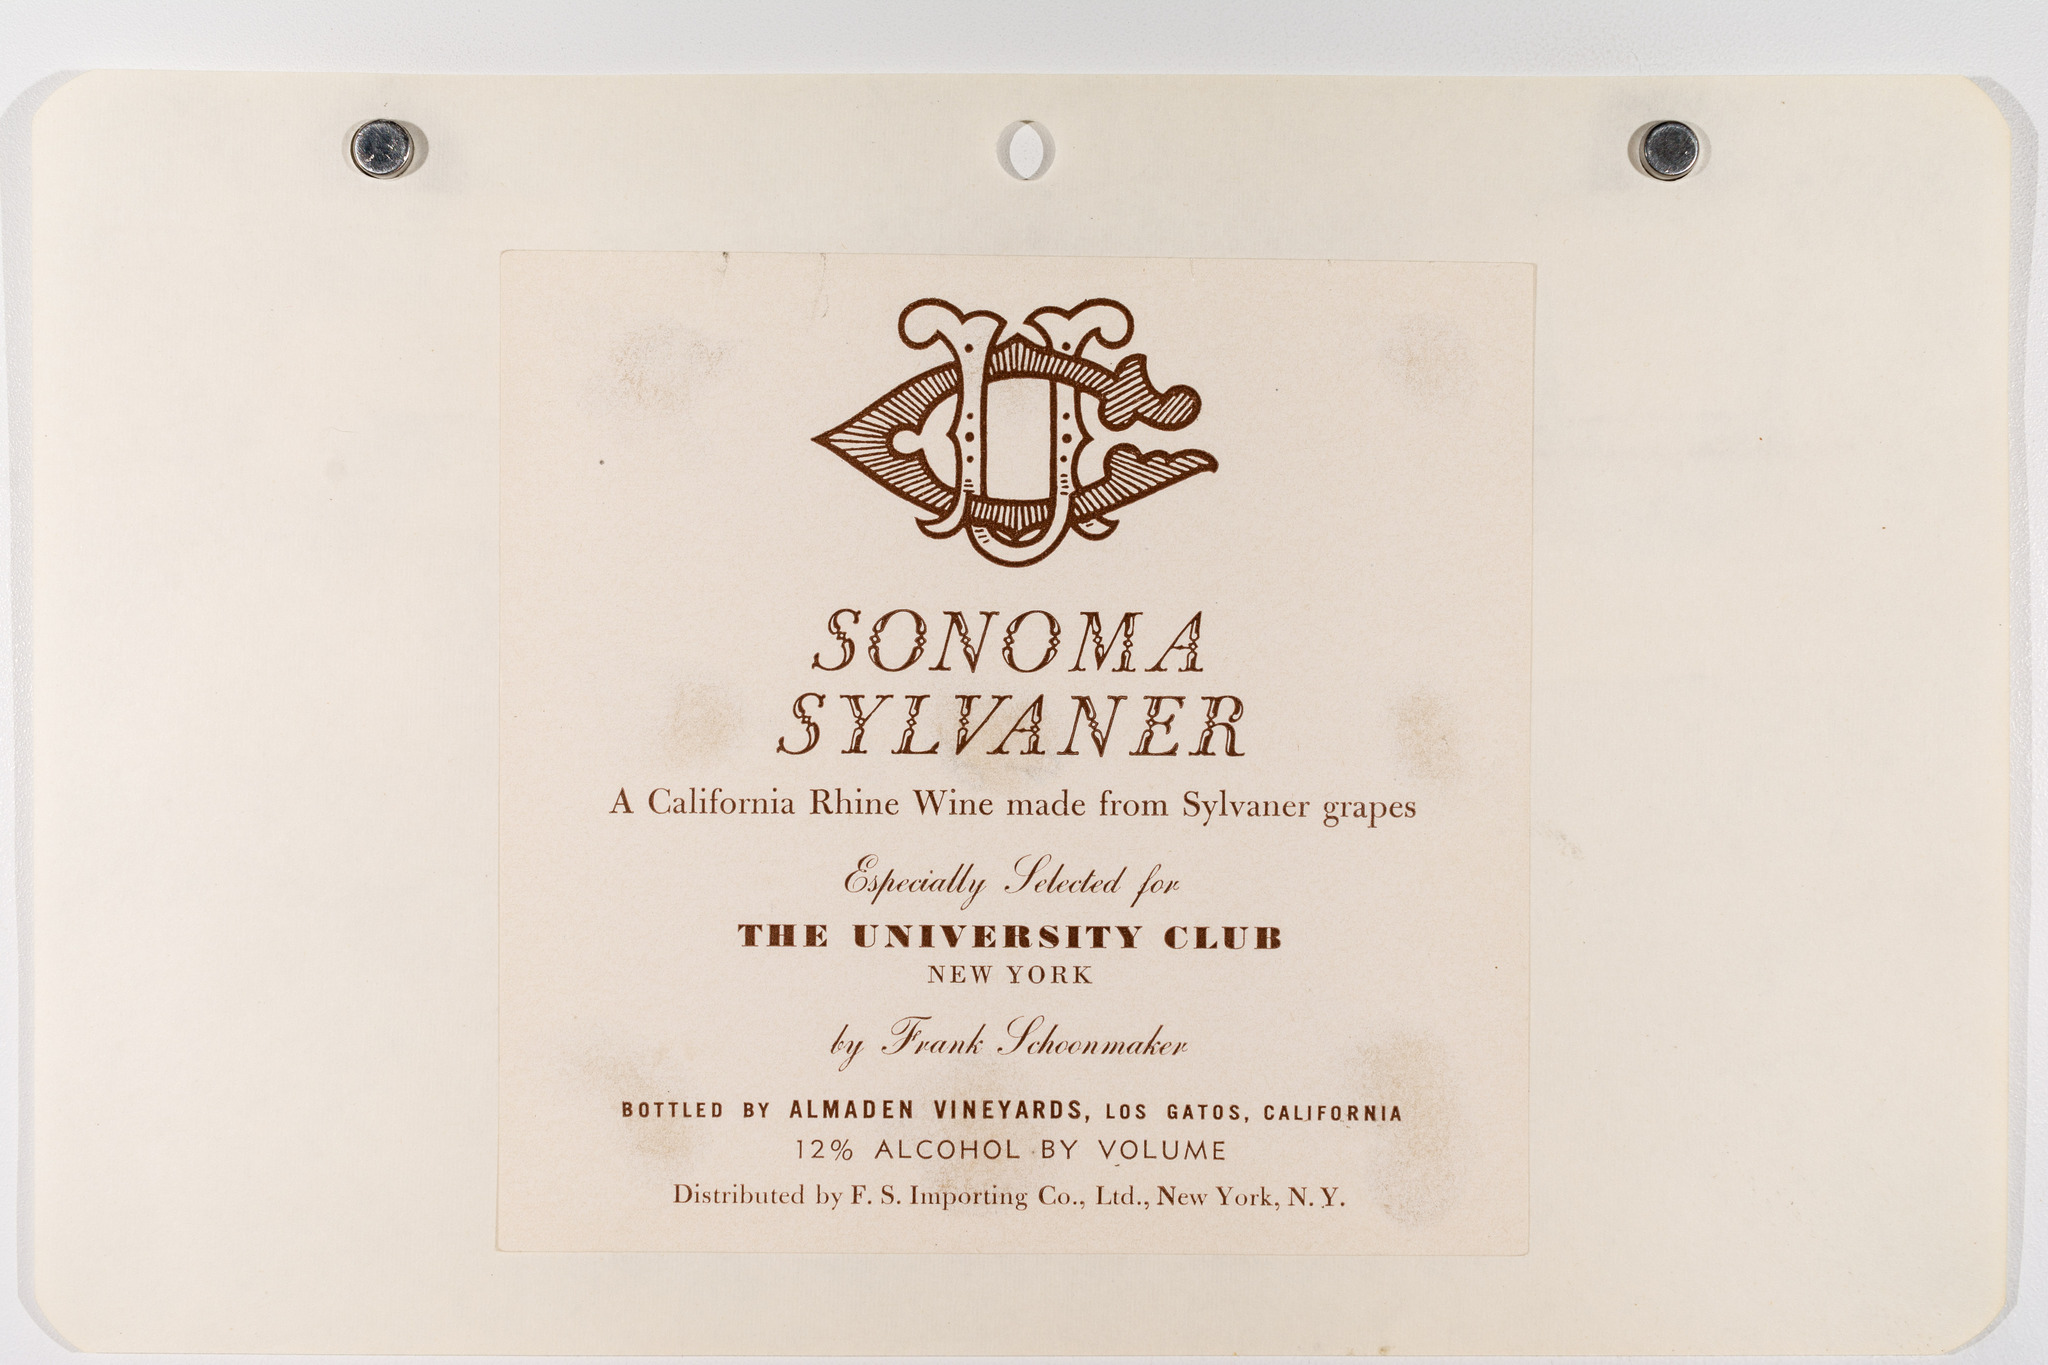 UC
SONOMA
SYLVANER
A California Rhine Wine made from Sylvaner grapes
Especially Selected for
THE UNIVERSITY CLUB
NEW YORK
by Frank Schoonmaker
BOTTLED BY ALMADEN VINEYARDS, LOS GATOS, CALIFORNIA
12% ALCOHOL BY VOLUME
Distributed by F. S. Importing Co., Ltd., New York, N. Y.